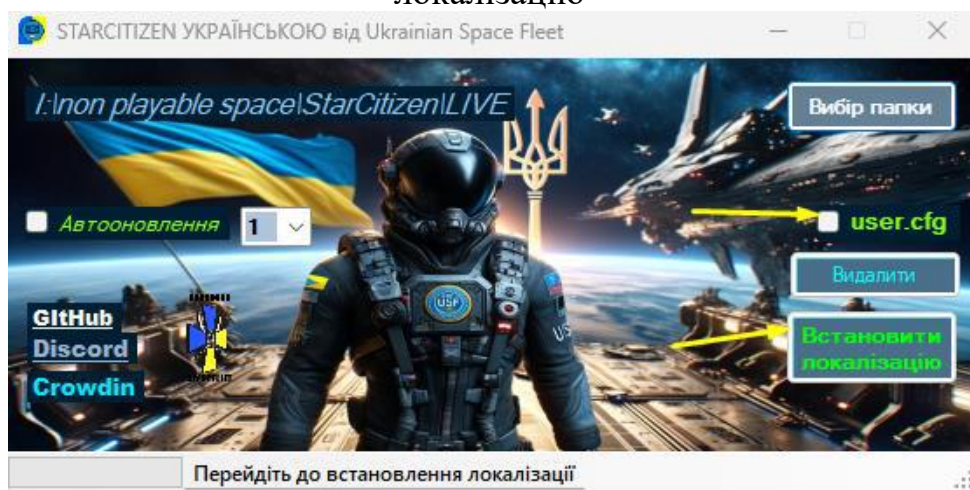 локалізацію
STARCITIZEN УКРАЇНСЬКОЮ від Ukrainian Space Fleet
I:\non playable space\StarCitizen\LIVE
Вибір папки
Автооновлення 1
user.cfg
Видалити
USF
GItHub
Discord
Crowdin
Встановити
локалізацію
Перейдіть до встановлення локалізації